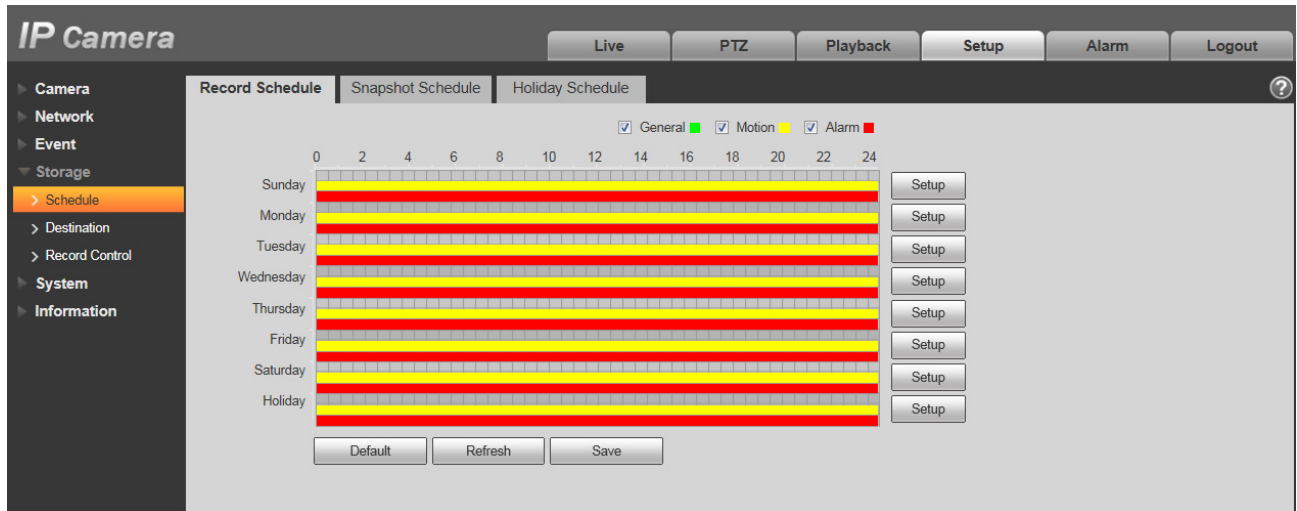 IP Camera
Live PTZ Playback Setup Alarm Logout
Camera
Network
Event
Storage
Schedule
Destination
Record Control
System
Information
Record Schedule Snapshot Schedule Holiday Schedule ?
General Motion Alarm
0 2 4 6 8 10 12 14 16 18 20 22 24
Sunday Setup
Monday Setup
Tuesday Setup
Wednesday Setup
Thursday Setup
Friday Setup
Saturday Setup
Holiday Setup
Default Refresh Save